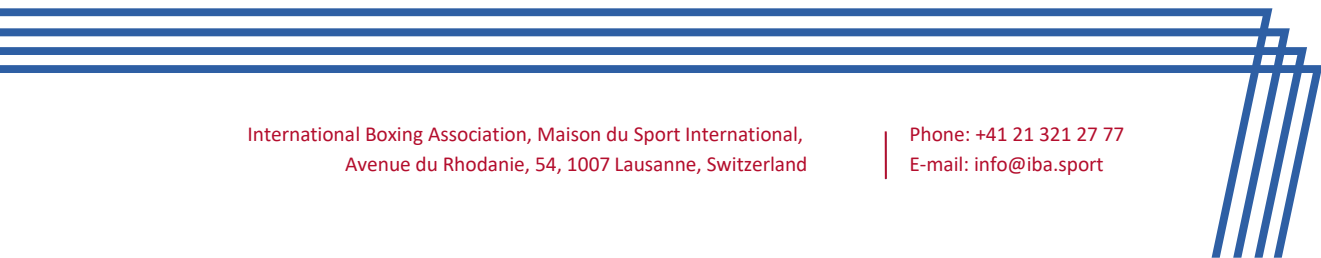 International Boxing Association, Maison du Sport International,
Avenue du Rhodanie, 54, 1007 Lausanne, Switzerland
Phone: +41 21 321 27 77
E-mail: info@iba.sport